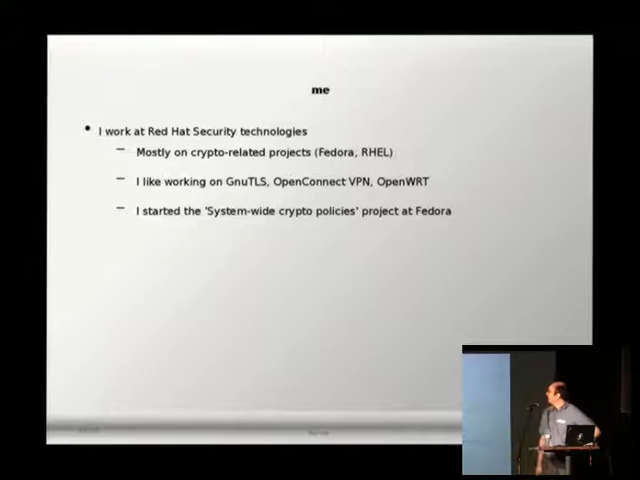 me
• I work at Red Hat Security technologies
– Mostly on crypto-related projects (Fedora, RHEL)
– I like working on GnuTLS, OpenConnect VPN, OpenWRT
– I started the 'System-wide crypto policies' project at Fedora